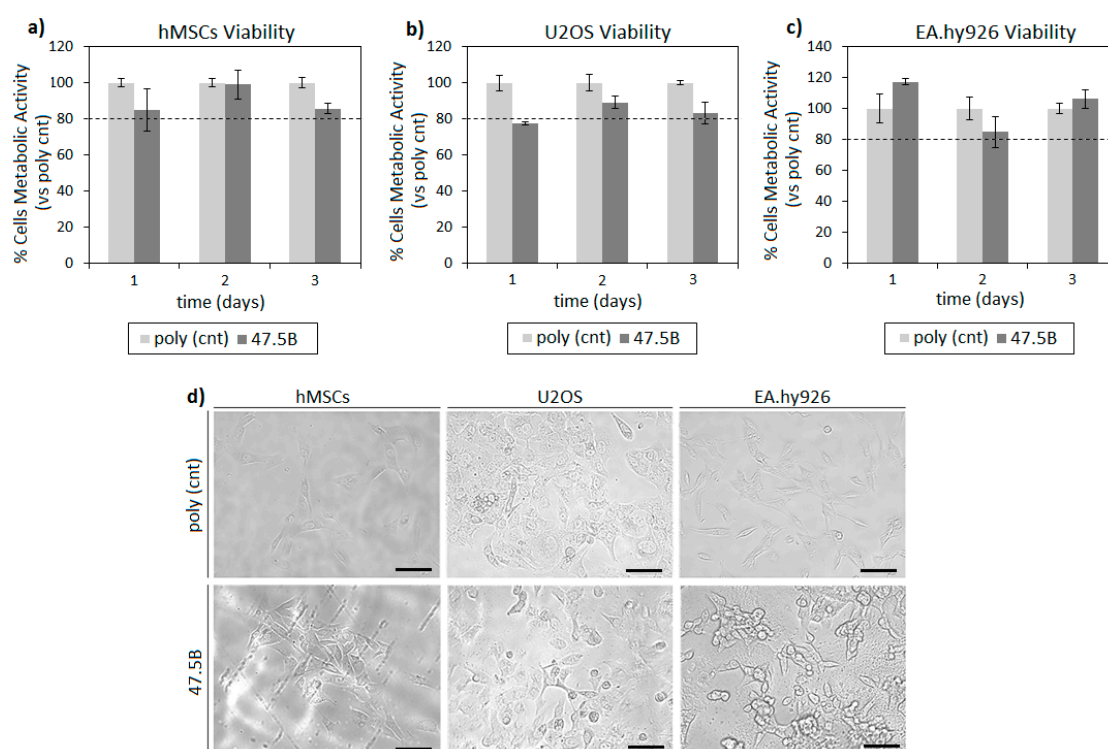 a)
hMSCs Viability
% Cells Metabolic Activity
(vs poly cnt)
120
100
80
60
40
20
0
1 2 3
time (days)
poly (cnt) 47.5B
b)
U2OS Viability
% Cells Metabolic Activity
(vs poly cnt)
120
100
80
60
40
20
0
1 2 3
time (days)
poly (cnt) 47.5B
c)
EA.hy926 Viability
% Cells Metabolic Activity
(vs poly cnt)
140
120
100
80
60
40
20
0
1 2 3
time (days)
poly (cnt) 47.5B
d)
hMSCs U2OS EA.hy926
poly (cnt)
47.5B